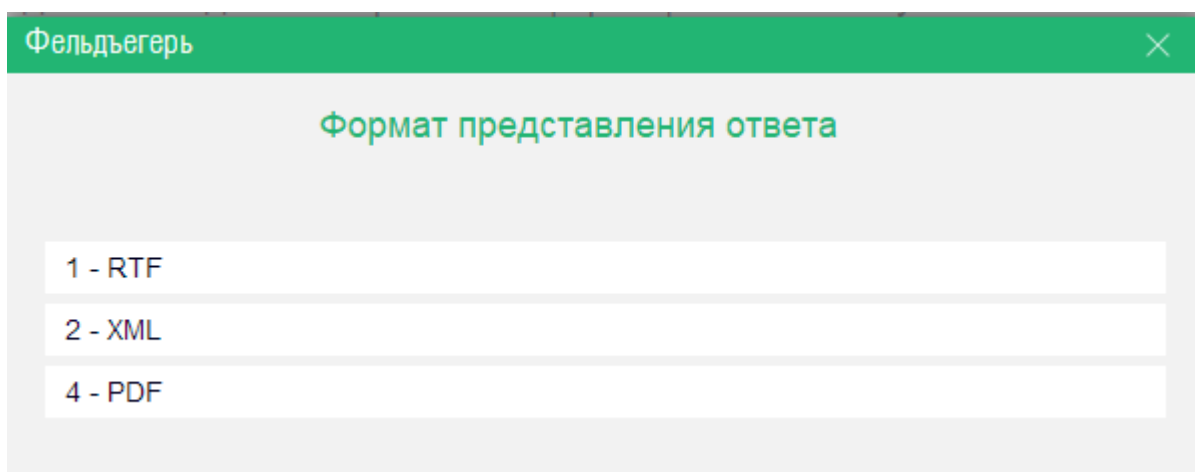 Фельдъегерь
Формат представления ответа
1 - RTF
2 - XML
4 - PDF